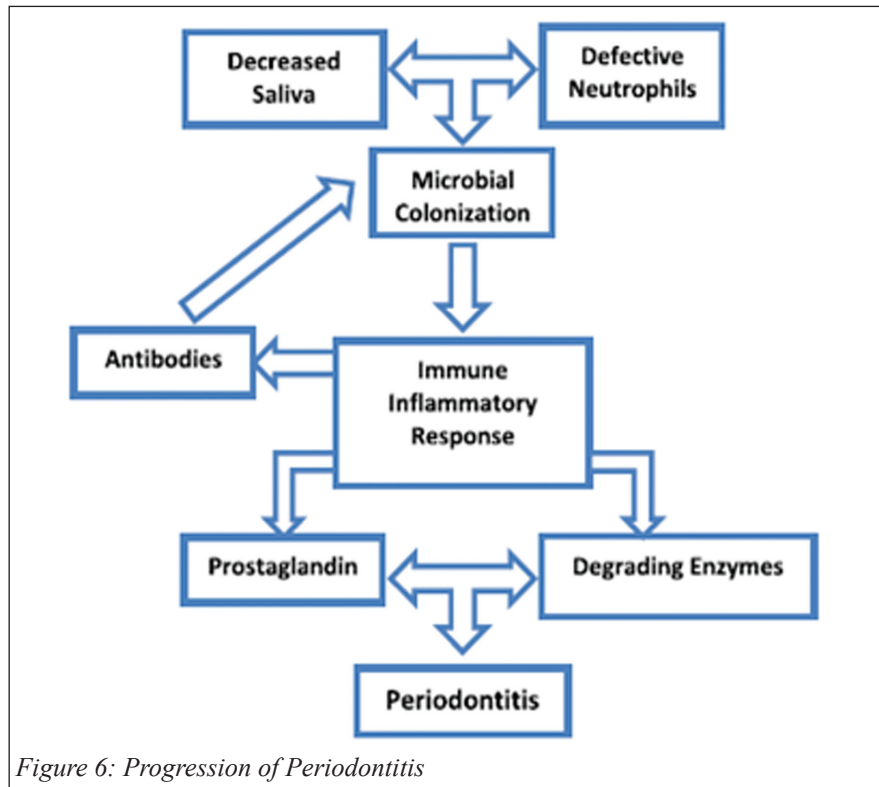 Decreased
Saliva
Defective
Neutrophils
Microbial
Colonization
Antibodies
Immune
Inflammatory
Response
Prostaglandin
Degrading Enzymes
Periodontitis
Figure 6: Progression of Periodontitis